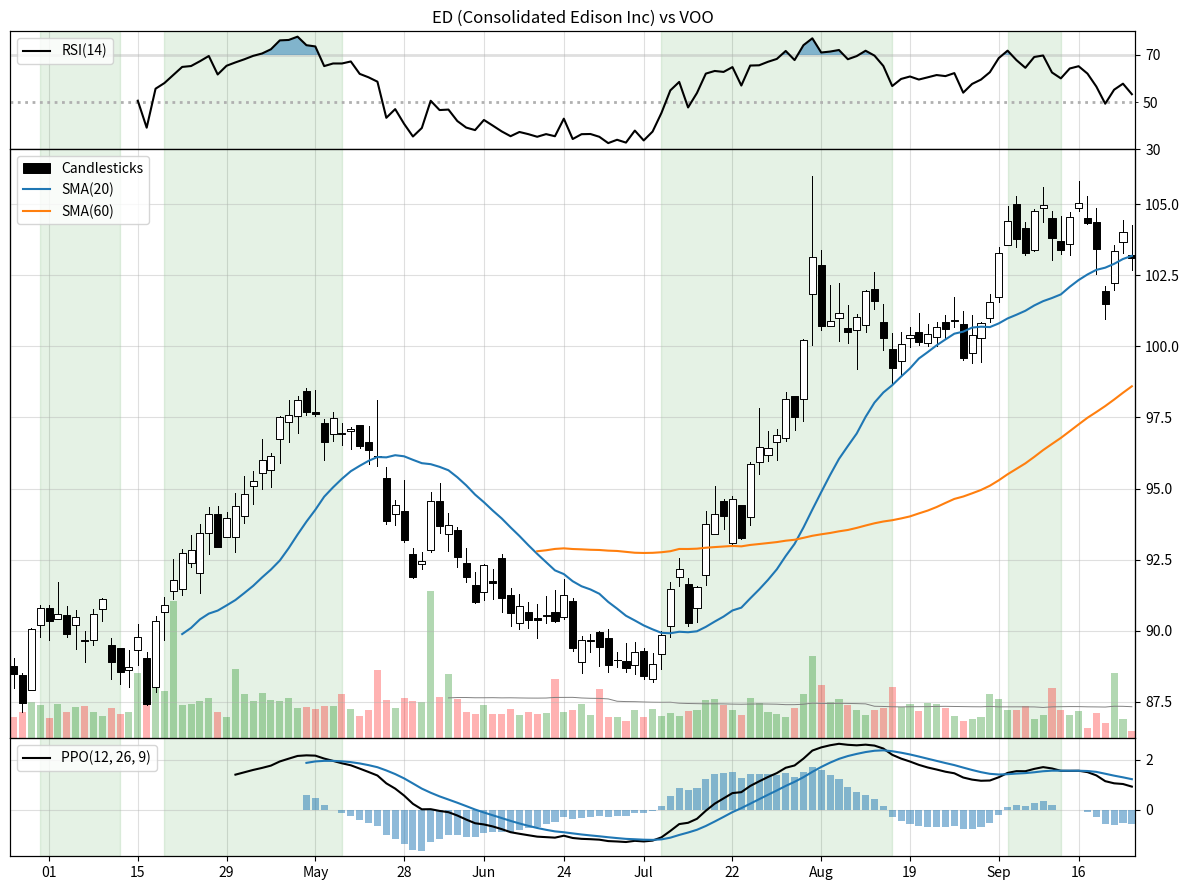 ED (Consolidated Edison Inc) vs VOO
RSI(14)
70
50
30
Candlesticks
SMA(20)
SMA(60)
105.0
102.5
100.0
97.5
95.0
92.5
90.0
87.5
PPO(12, 26, 9)
2
0
01 15 29 May 28 Jun 24 Jul 22 Aug 19 Sep 16